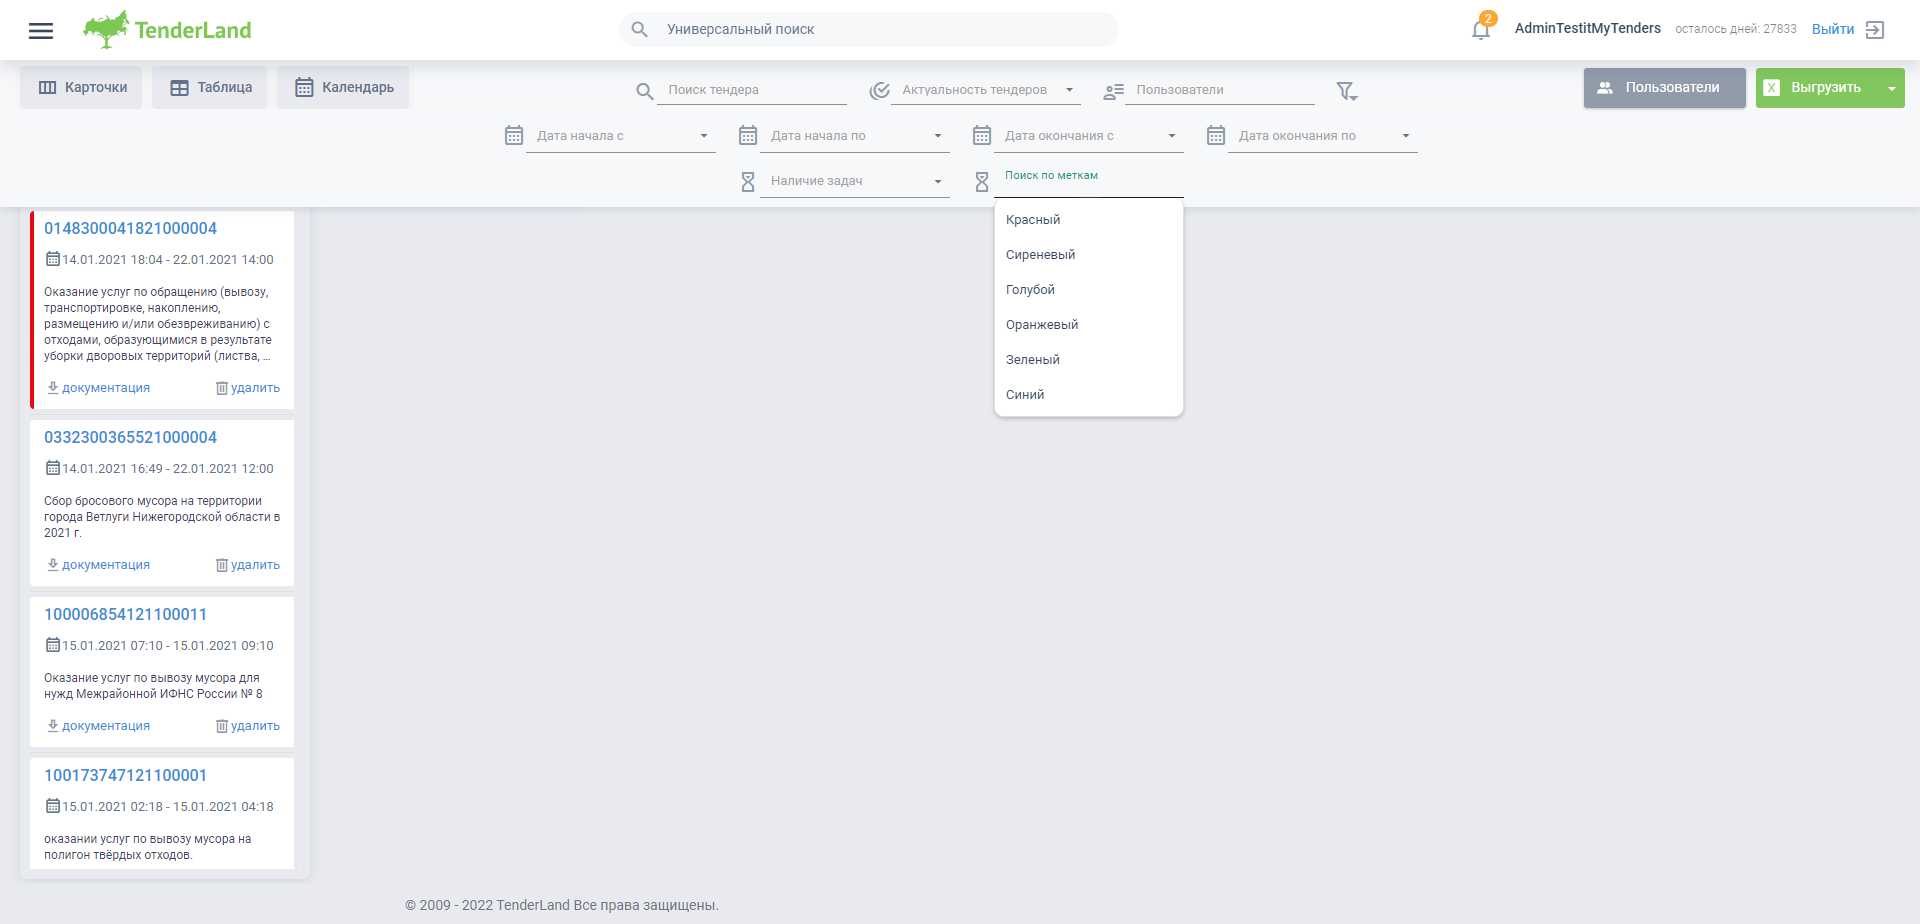 TenderLand
Универсальный поиск
2
AdminTestitMyTenders
осталось дней: 27833
Выйти
Карточки
Таблица
Календарь
Поиск тендера
Актуальность тендеров
Пользователи
Пользователи
X
Выгрузить
Дата начала с
Дата начала по
Дата окончания с
Дата окончания по
Наличие задач
Поиск по меткам
Красный
Сиреневый
Голубой
Оранжевый
Зеленый
Синий
0148300041821000004
14.01.2021 18:04 - 22.01.2021 14:00
Оказание услуг по обращению (вывозу,
транспортировке, накоплению,
размещению и/или обезвреживанию) с
отходами, образующимися в результате
уборки дворовых территорий (листва, ...
документация
удалить
0332300365521000004
14.01.2021 16:49 - 22.01.2021 12:00
Сбор бросового мусора на территории
города Ветлуги Нижегородской области в
2021 г.
документация
удалить
100006854121100011
15.01.2021 07:10 - 15.01.2021 09:10
Оказание услуг по вывозу мусора для
нужд Межрайонной ИФНС России № 8
документация
удалить
100173747121100001
15.01.2021 02:18 - 15.01.2021 04:18
оказании услуг по вывозу мусора на
полигон твёрдых отходов.
© 2009 - 2022 TenderLand Все права защищены.